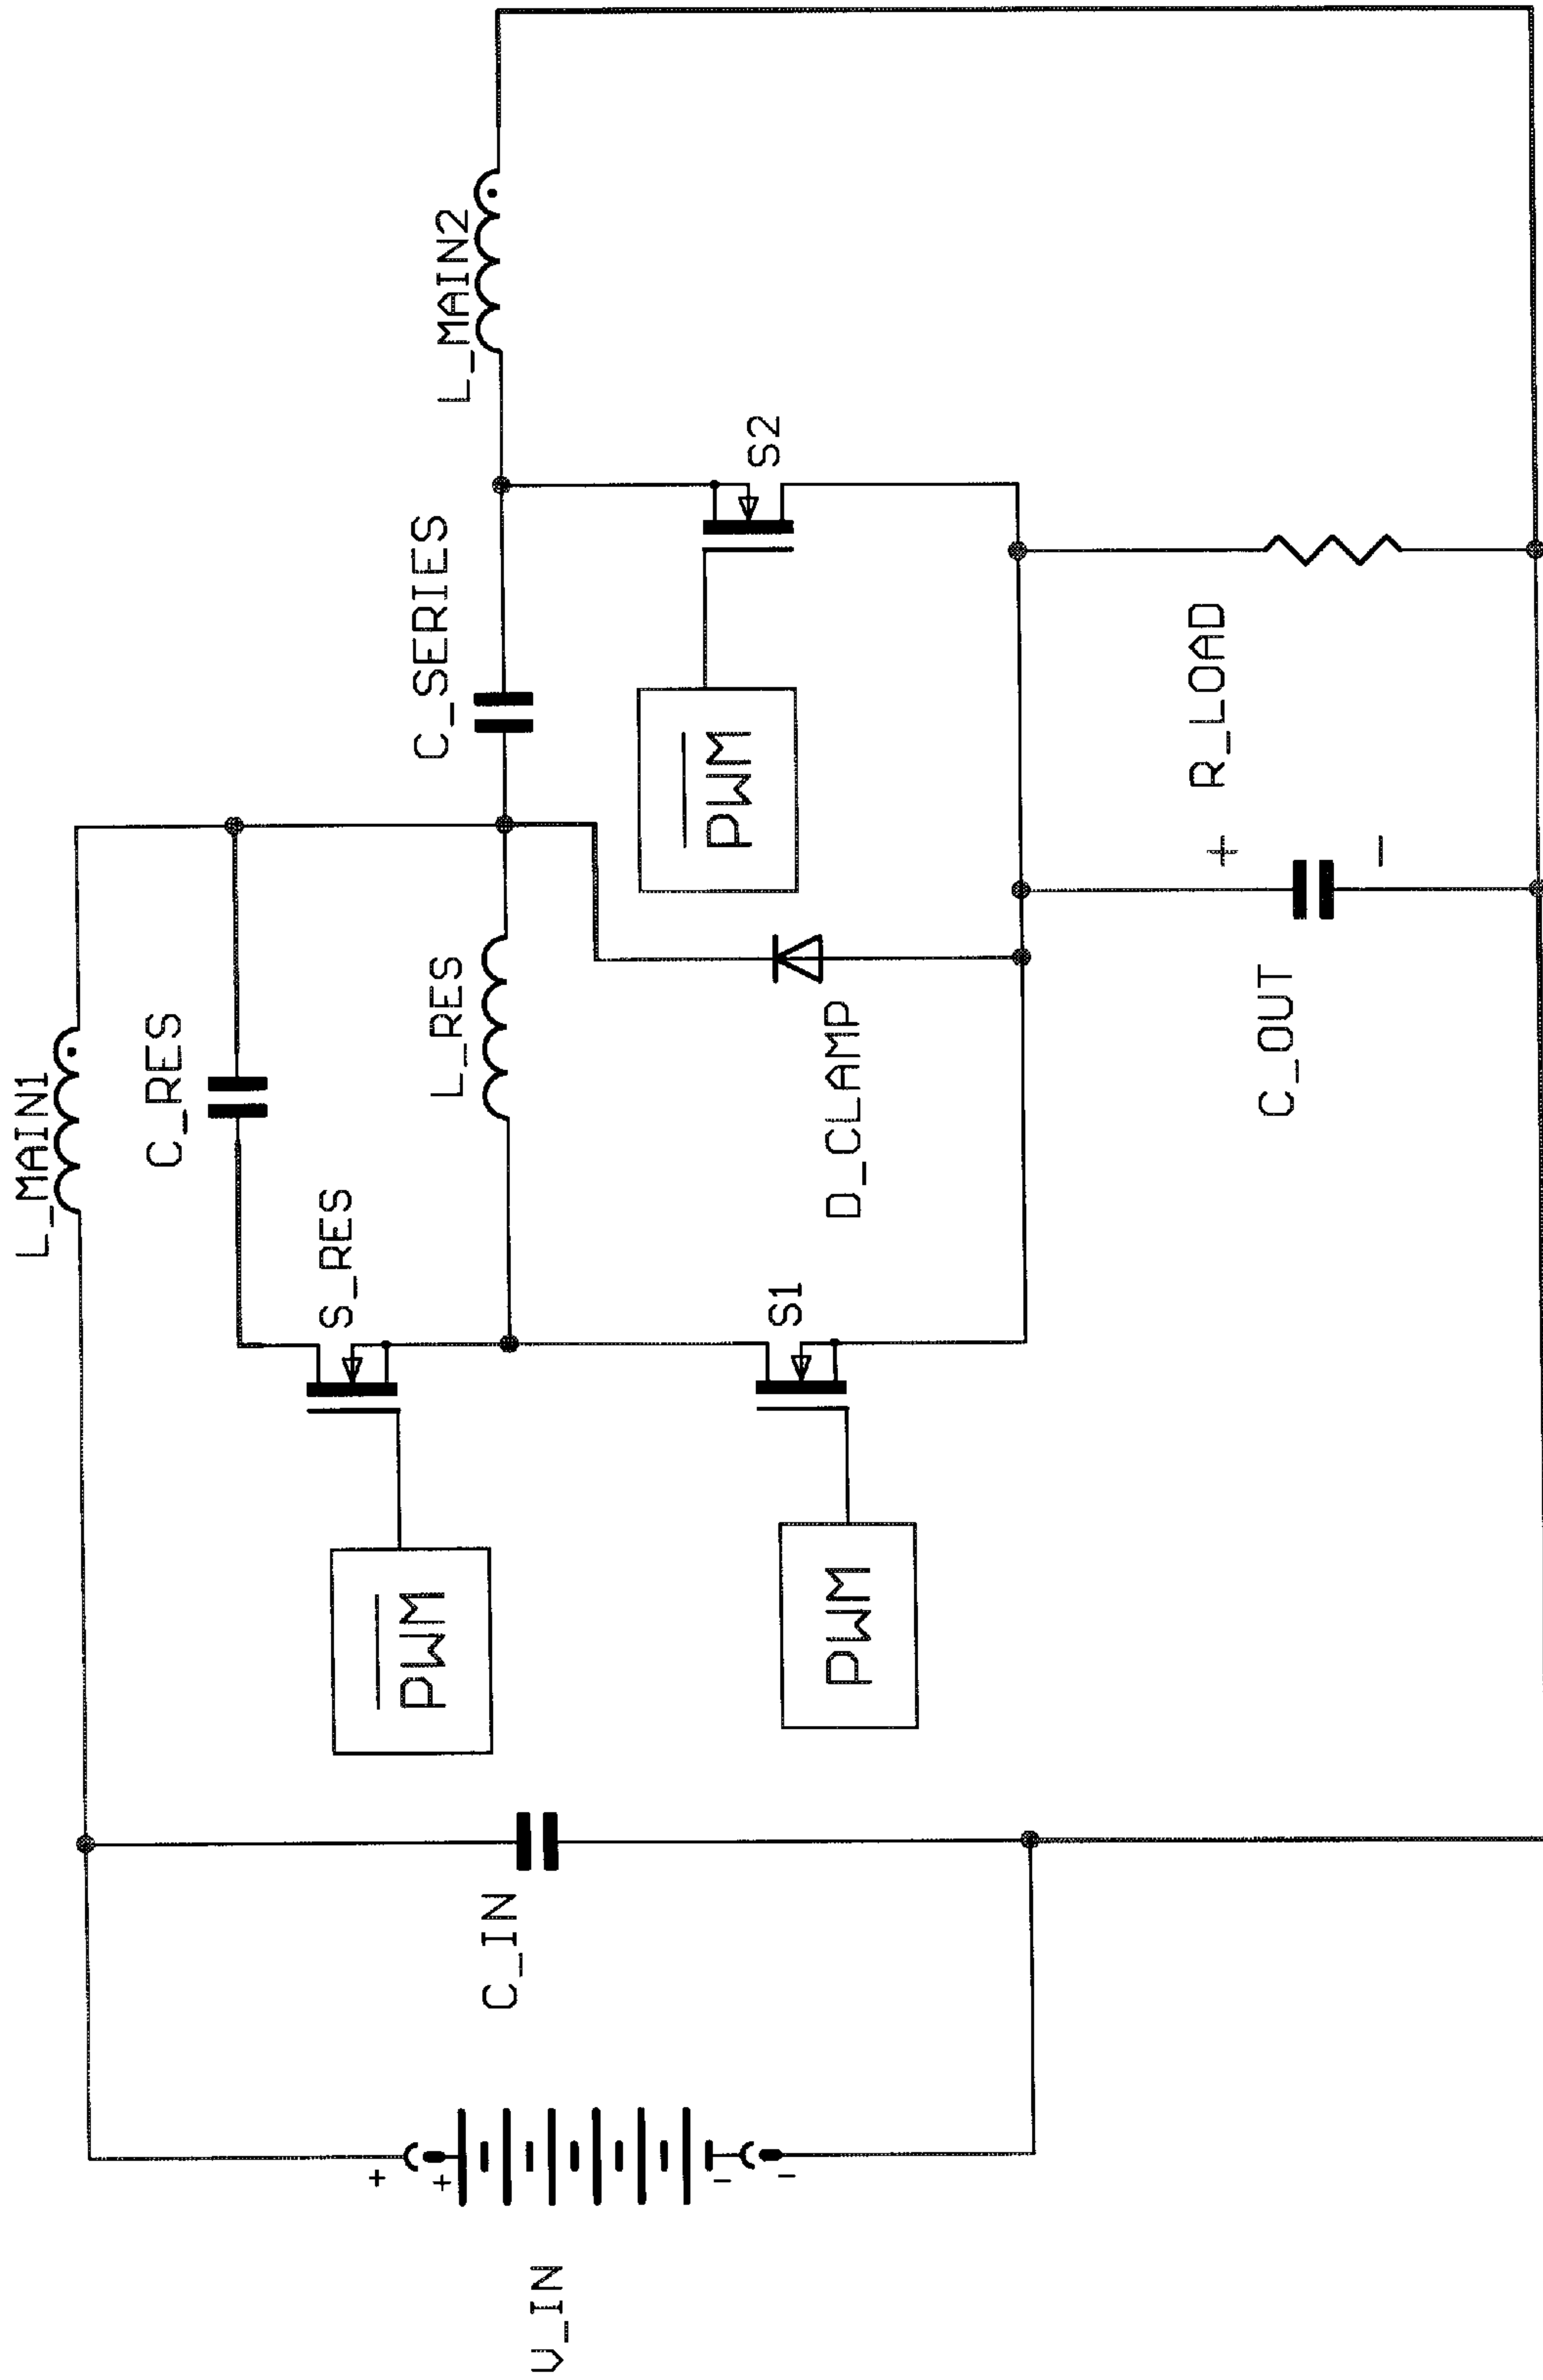 L_MAIN1
C_RES
S_RES
L_RES
L_MAIN2
C_SERIES
S2
PWM
PWM
S1
PWM
D_CLAMP
R_LOAD
+
-
C_OUT
C_IN
V_IN
+
+
-
-